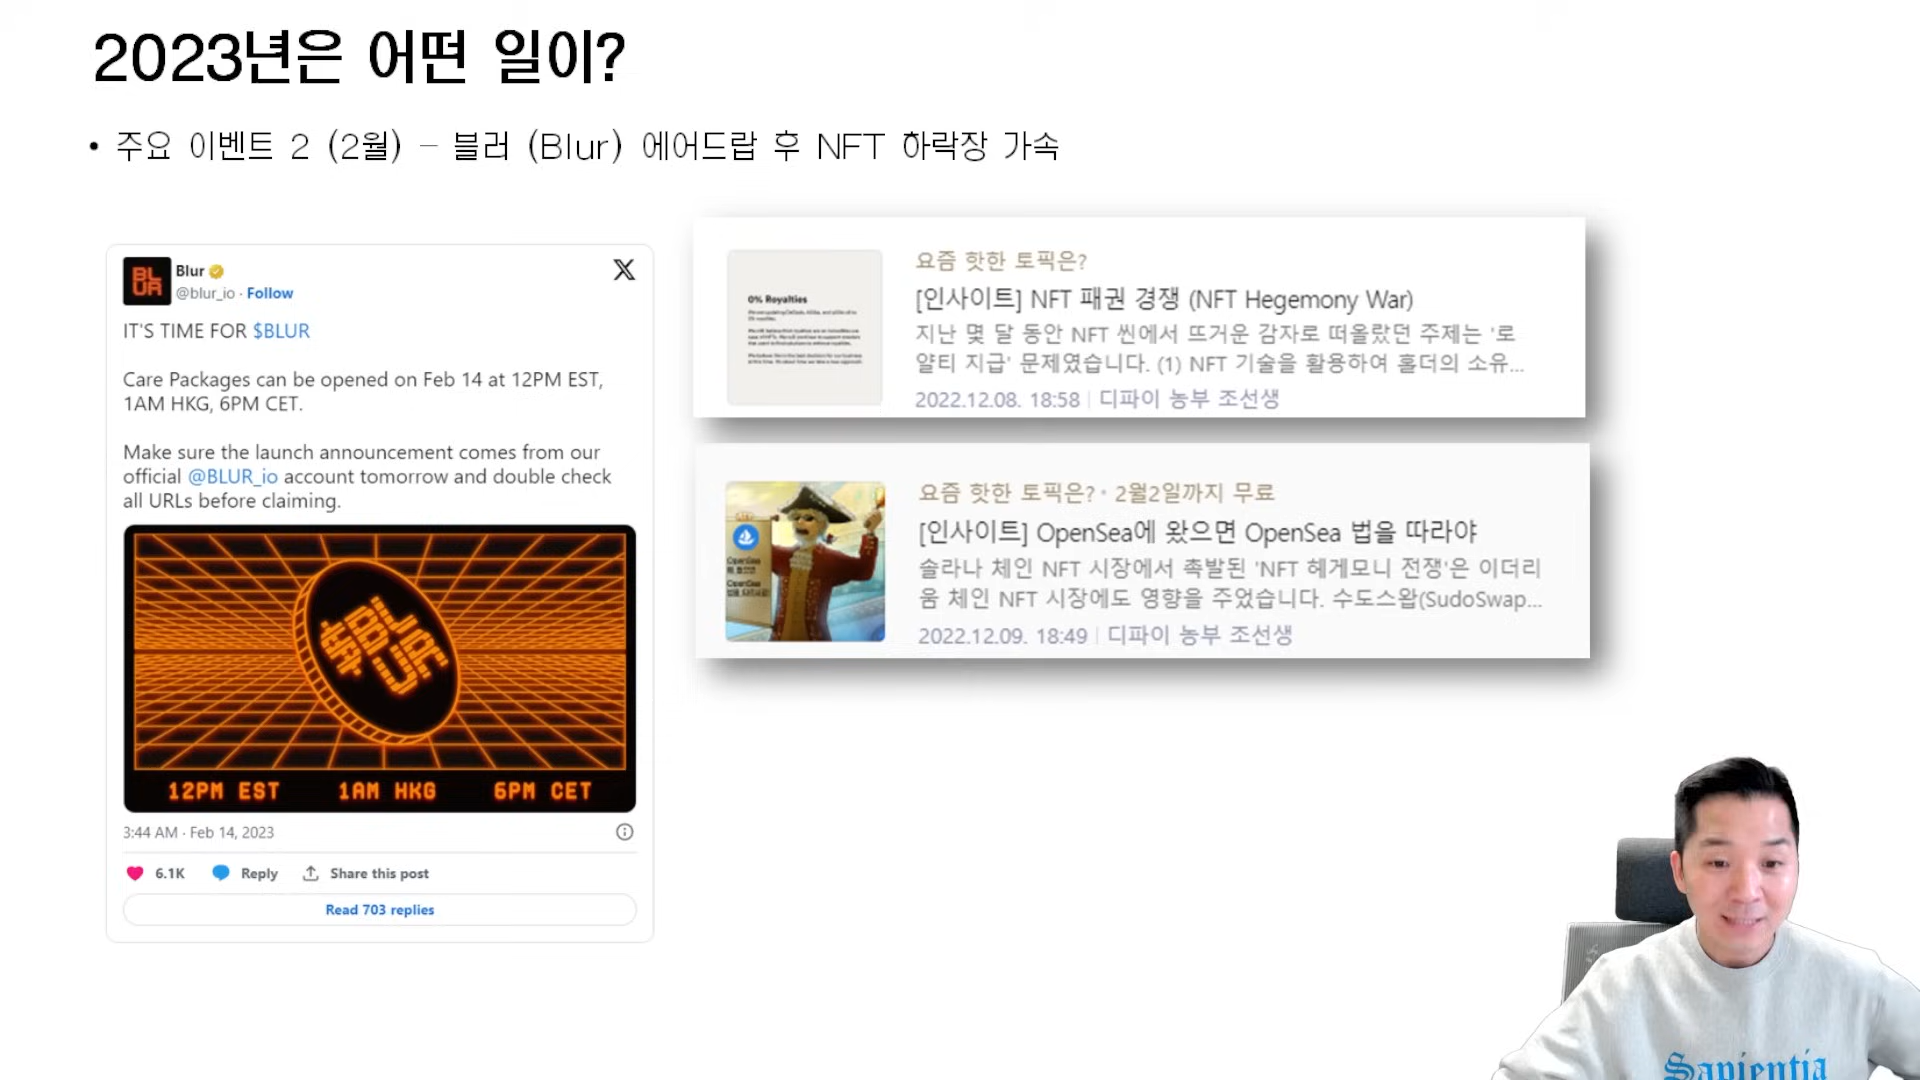 2023년은 어떤 일이?
• 주요 이벤트 2 (2월) – 블러 (Blur) 에어드랍 후 NFT 하락장 가속
BL
UR
Blur
@blur_io · Follow
IT'S TIME FOR $BLUR
Care Packages can be opened on Feb 14 at 12PM EST,
1AM HKG, 6PM CET.
Make sure the launch announcement comes from our
official @BLUR_io account tomorrow and double check
all URLs before claiming.
12PM EST 1AM HKG 6PM CET
3:44 AM · Feb 14, 2023
6.1K Reply Share this post
Read 703 replies
0% Royalties
요즘 핫한 토픽은?
[인사이트] NFT 패권 경쟁 (NFT Hegemony War)
지난 몇 달 동안 NFT 씬에서 뜨거운 감자로 떠올랐던 주제는 '로
얄티 지급' 문제였습니다. (1) NFT 기술을 활용하여 홀더의 소유...
2022.12.08. 18:58 | 디파이 농부 조선생
요즘 핫한 토픽은? · 2월2일까지 무료
[인사이트] OpenSea에 왔으면 OpenSea 법을 따라야
솔라나 체인 NFT 시장에서 촉발된 'NFT 헤게모니 전쟁'은 이더리
움 체인 NFT 시장에도 영향을 주었습니다. 수도스왑(SudoSwap...
2022.12.09. 18:49 | 디파이 농부 조선생
Sapientia